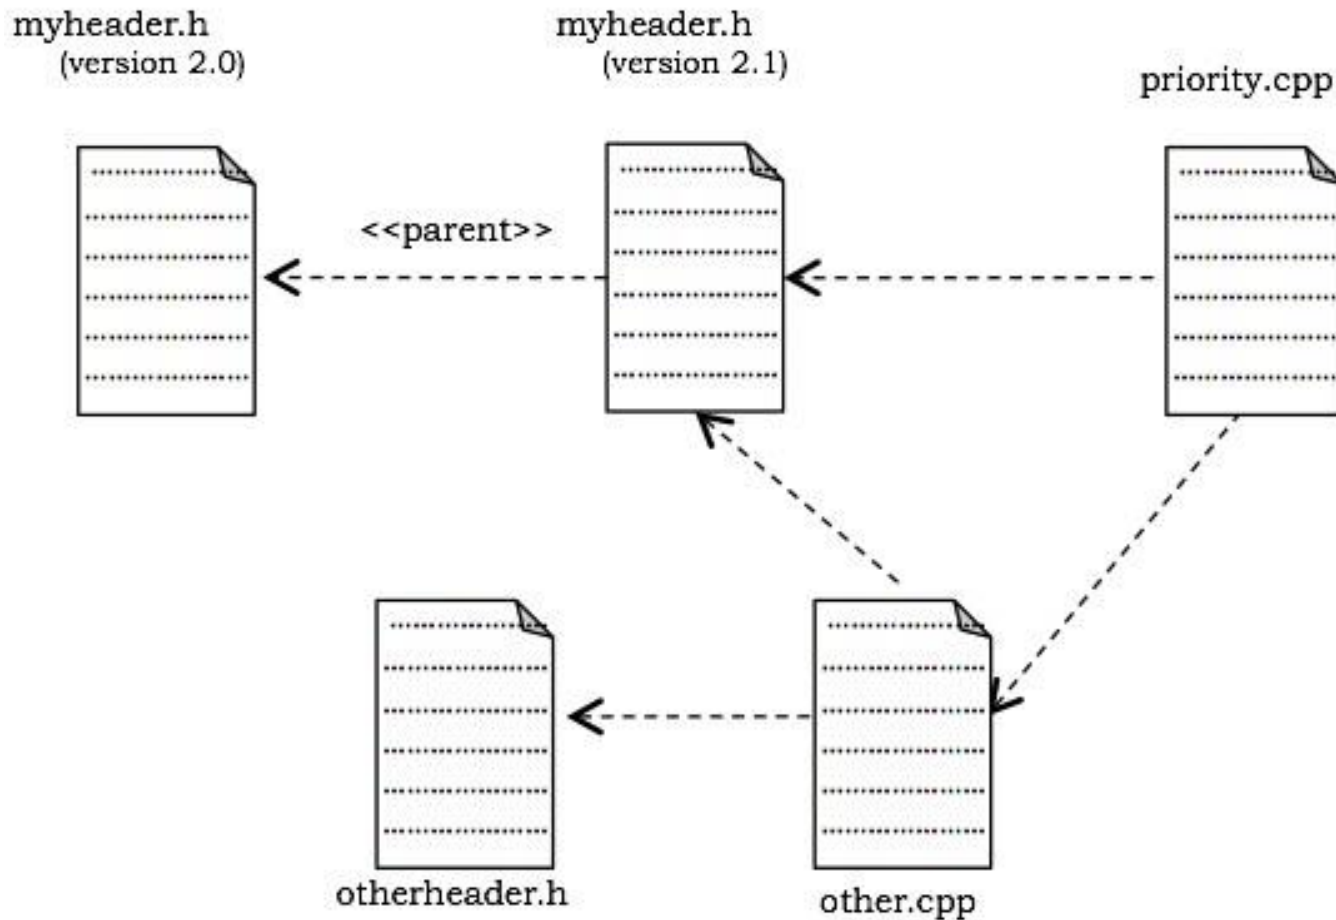 myheader.h
(version 2.0)
myheader.h
(version 2.1)
priority.cpp
<<parent>>
otherheader.h
other.cpp